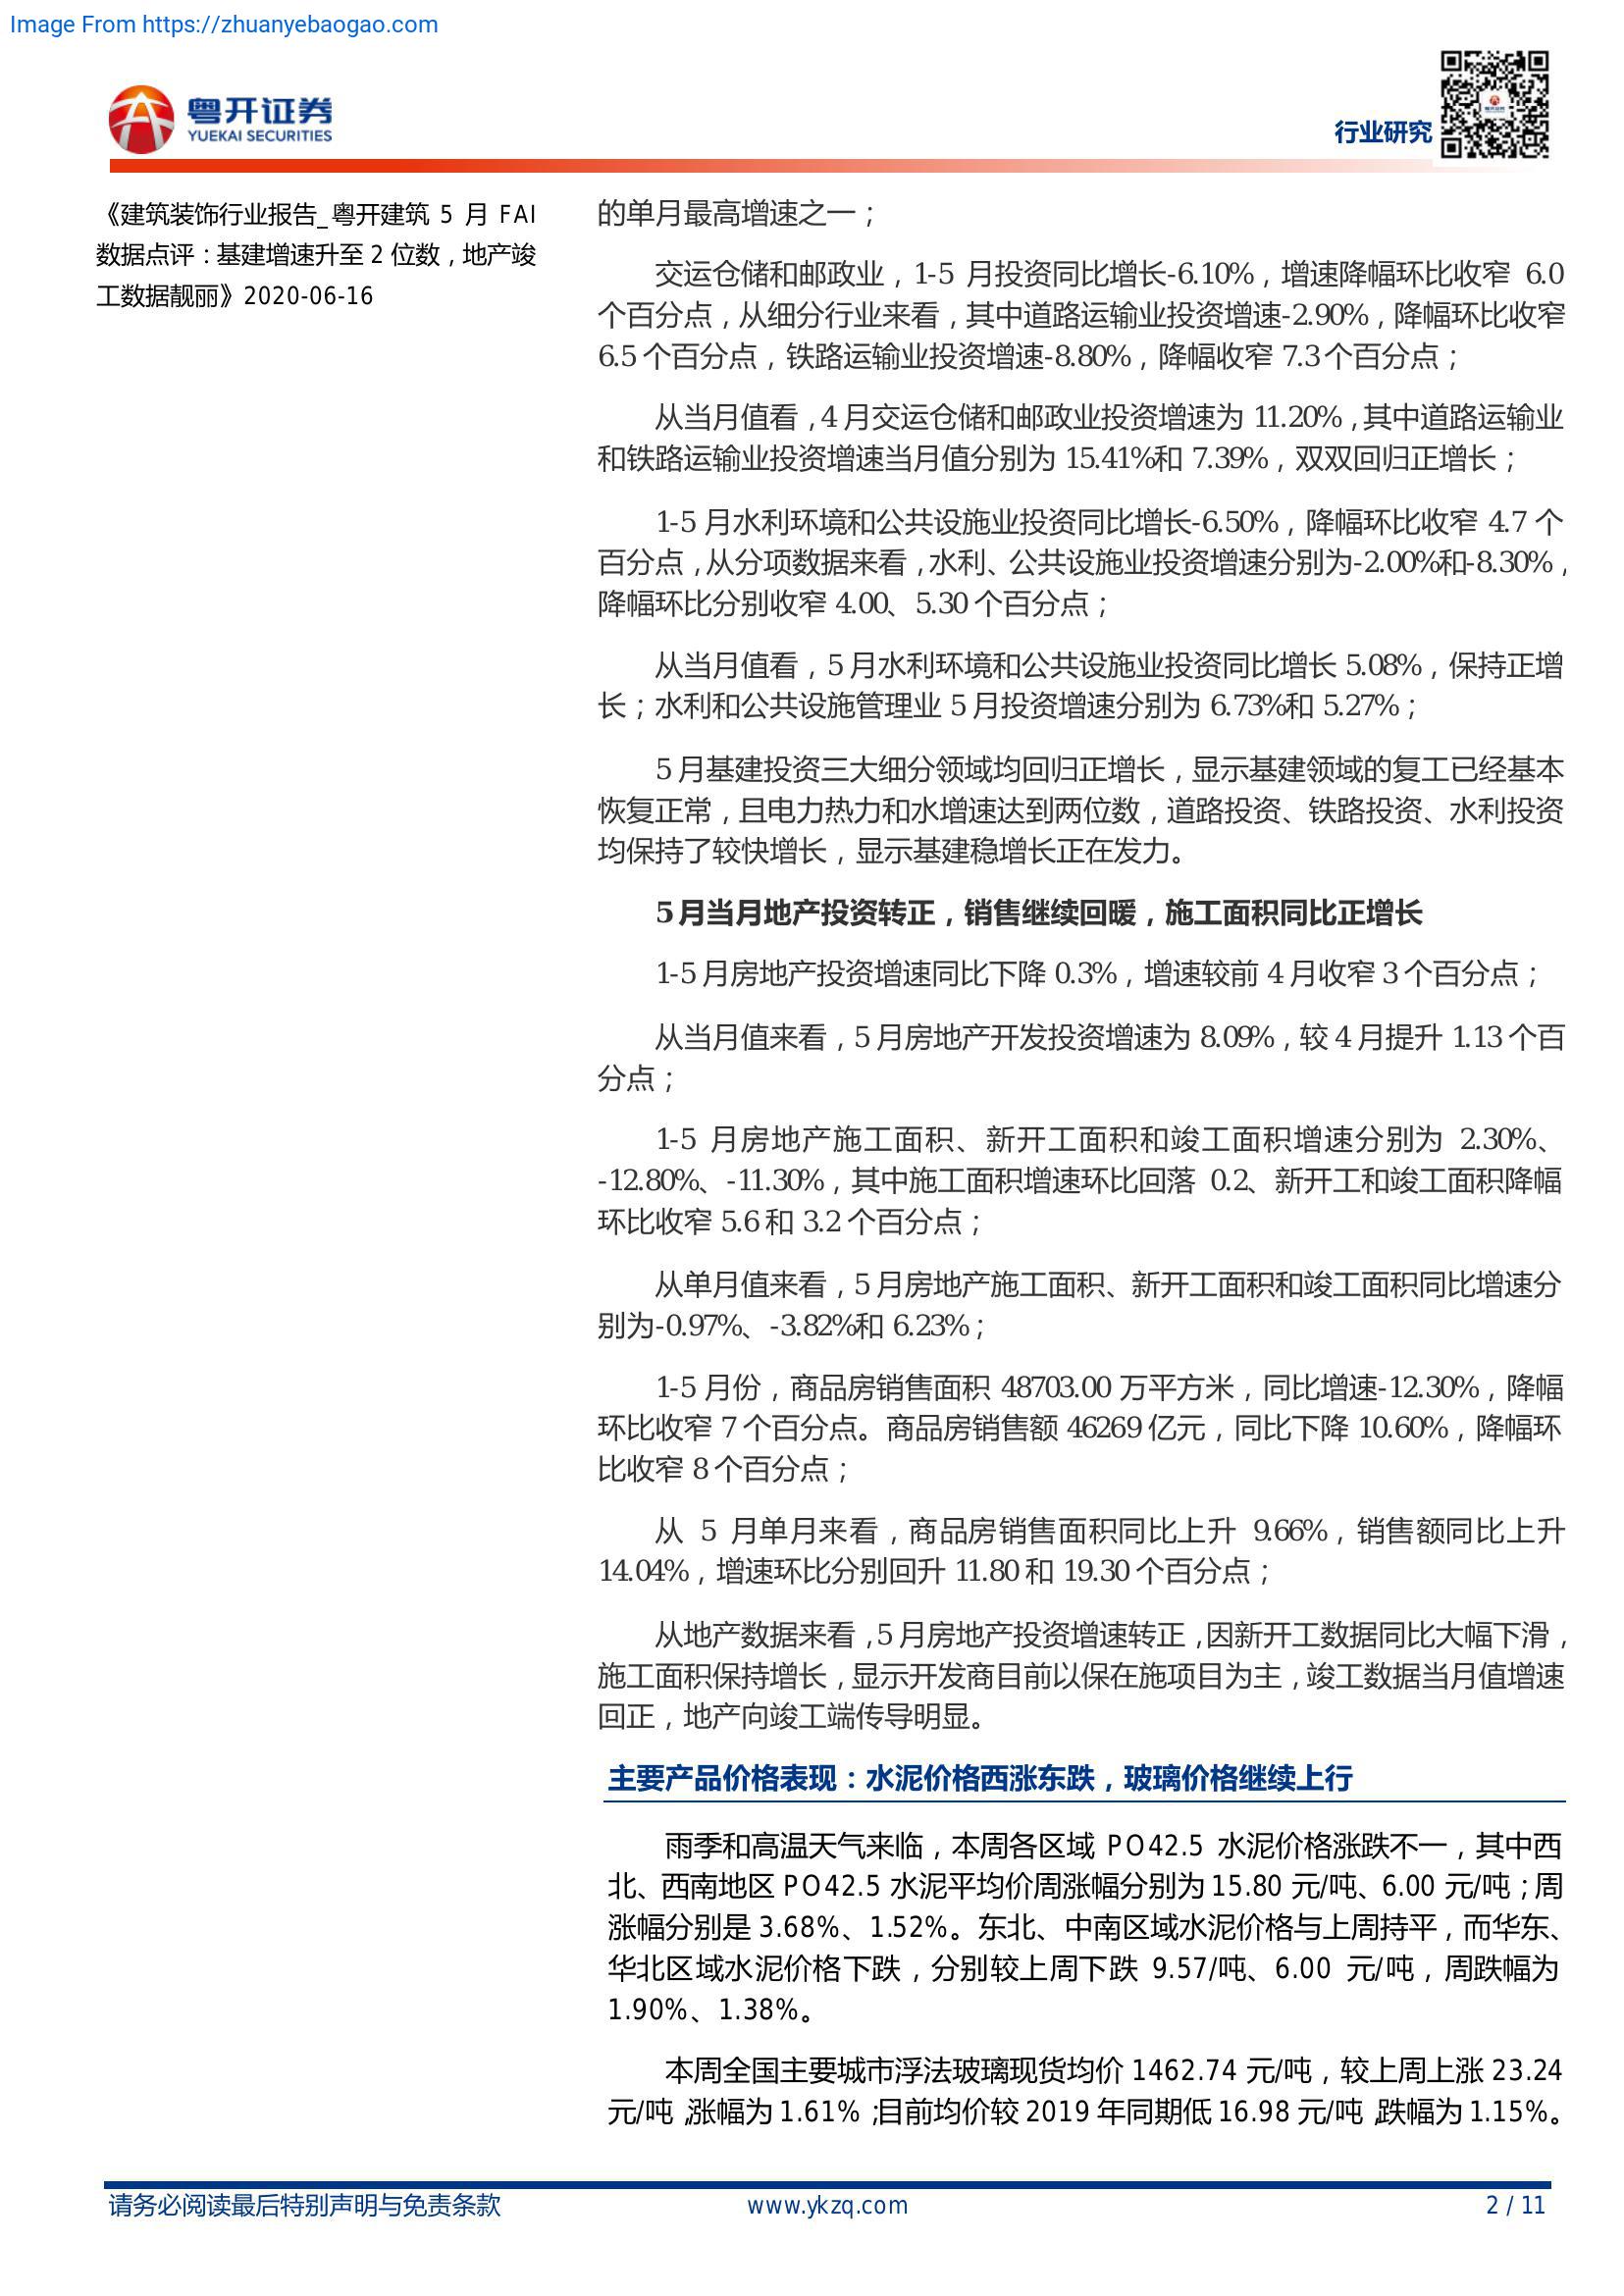 Image From https://zhuanyebaogao.com
粤开证券
YUEKAI SECURITIES
行业研究
《建筑装饰行业报告_粤开建筑 5 月 FAI
数据点评：基建增速升至 2 位数，地产竣
工数据靓丽》2020-06-16
的单月最高增速之一；
交运仓储和邮政业，1-5 月投资同比增长-6.10%，增速降幅环比收窄 6.0
个百分点，从细分行业来看，其中道路运输业投资增速-2.90%，降幅环比收窄
6.5 个百分点，铁路运输业投资增速-8.80%，降幅收窄 7.3 个百分点；
从当月值看，4 月交运仓储和邮政业投资增速为 11.20%，其中道路运输业
和铁路运输业投资增速当月值分别为 15.41%和 7.39%，双双回归正增长；
1-5 月水利环境和公共设施业投资同比增长-6.50%，降幅环比收窄 4.7 个
百分点，从分项数据来看，水利、公共设施业投资增速分别为-2.00%和-8.30%，
降幅环比分别收窄 4.00、5.30 个百分点；
从当月值看，5 月水利环境和公共设施业投资同比增长 5.08%，保持正增
长；水利和公共设施管理业 5 月投资增速分别为 6.73%和 5.27%；
5 月基建投资三大细分领域均回归正增长，显示基建领域的复工已经基本
恢复正常，且电力热力和水增速达到两位数，道路投资、铁路投资、水利投资
均保持了较快增长，显示基建稳增长正在发力。
5 月当月地产投资转正，销售继续回暖，施工面积同比正增长
1-5 月房地产投资增速同比下降 0.3%，增速较前 4 月收窄 3 个百分点；
从当月值来看，5 月房地产开发投资增速为 8.09%，较 4 月提升 1.13 个百
分点；
1-5 月房地产施工面积、新开工面积和竣工面积增速分别为 2.30%、
-12.80%、-11.30%，其中施工面积增速环比回落 0.2、新开工和竣工面积降幅
环比收窄 5.6 和 3.2 个百分点；
从单月值来看，5 月房地产施工面积、新开工面积和竣工面积同比增速分
别为-0.97%、-3.82%和 6.23%；
1-5 月份，商品房销售面积 48703.00 万平方米，同比增速-12.30%，降幅
环比收窄 7 个百分点。商品房销售额 46269 亿元，同比下降 10.60%，降幅环
比收窄 8 个百分点；
从 5 月单月来看，商品房销售面积同比上升 9.66%，销售额同比上升
14.04%，增速环比分别回升 11.80 和 19.30 个百分点；
从地产数据来看，5 月房地产投资增速转正，因新开工数据同比大幅下滑，
施工面积保持增长，显示开发商目前以保在施项目为主，竣工数据当月值增速
回正，地产向竣工端传导明显。
主要产品价格表现：水泥价格西涨东跌，玻璃价格继续上行
雨季和高温天气来临，本周各区域 PO42.5 水泥价格涨跌不一，其中西
北、西南地区 PO42.5 水泥平均价周涨幅分别为 15.80 元/吨、6.00 元/吨；周
涨幅分别是 3.68%、1.52%。东北、中南区域水泥价格与上周持平，而华东、
华北区域水泥价格下跌，分别较上周下跌 9.57/吨、6.00 元/吨，周跌幅为
1.90%、1.38%。
本周全国主要城市浮法玻璃现货均价 1462.74 元/吨，较上周上涨 23.24
元/吨，涨幅为 1.61%；目前均价较 2019 年同期低 16.98 元/吨，跌幅为 1.15%。
请务必阅读最后特别声明与免责条款
www.ykzq.com
2 / 11